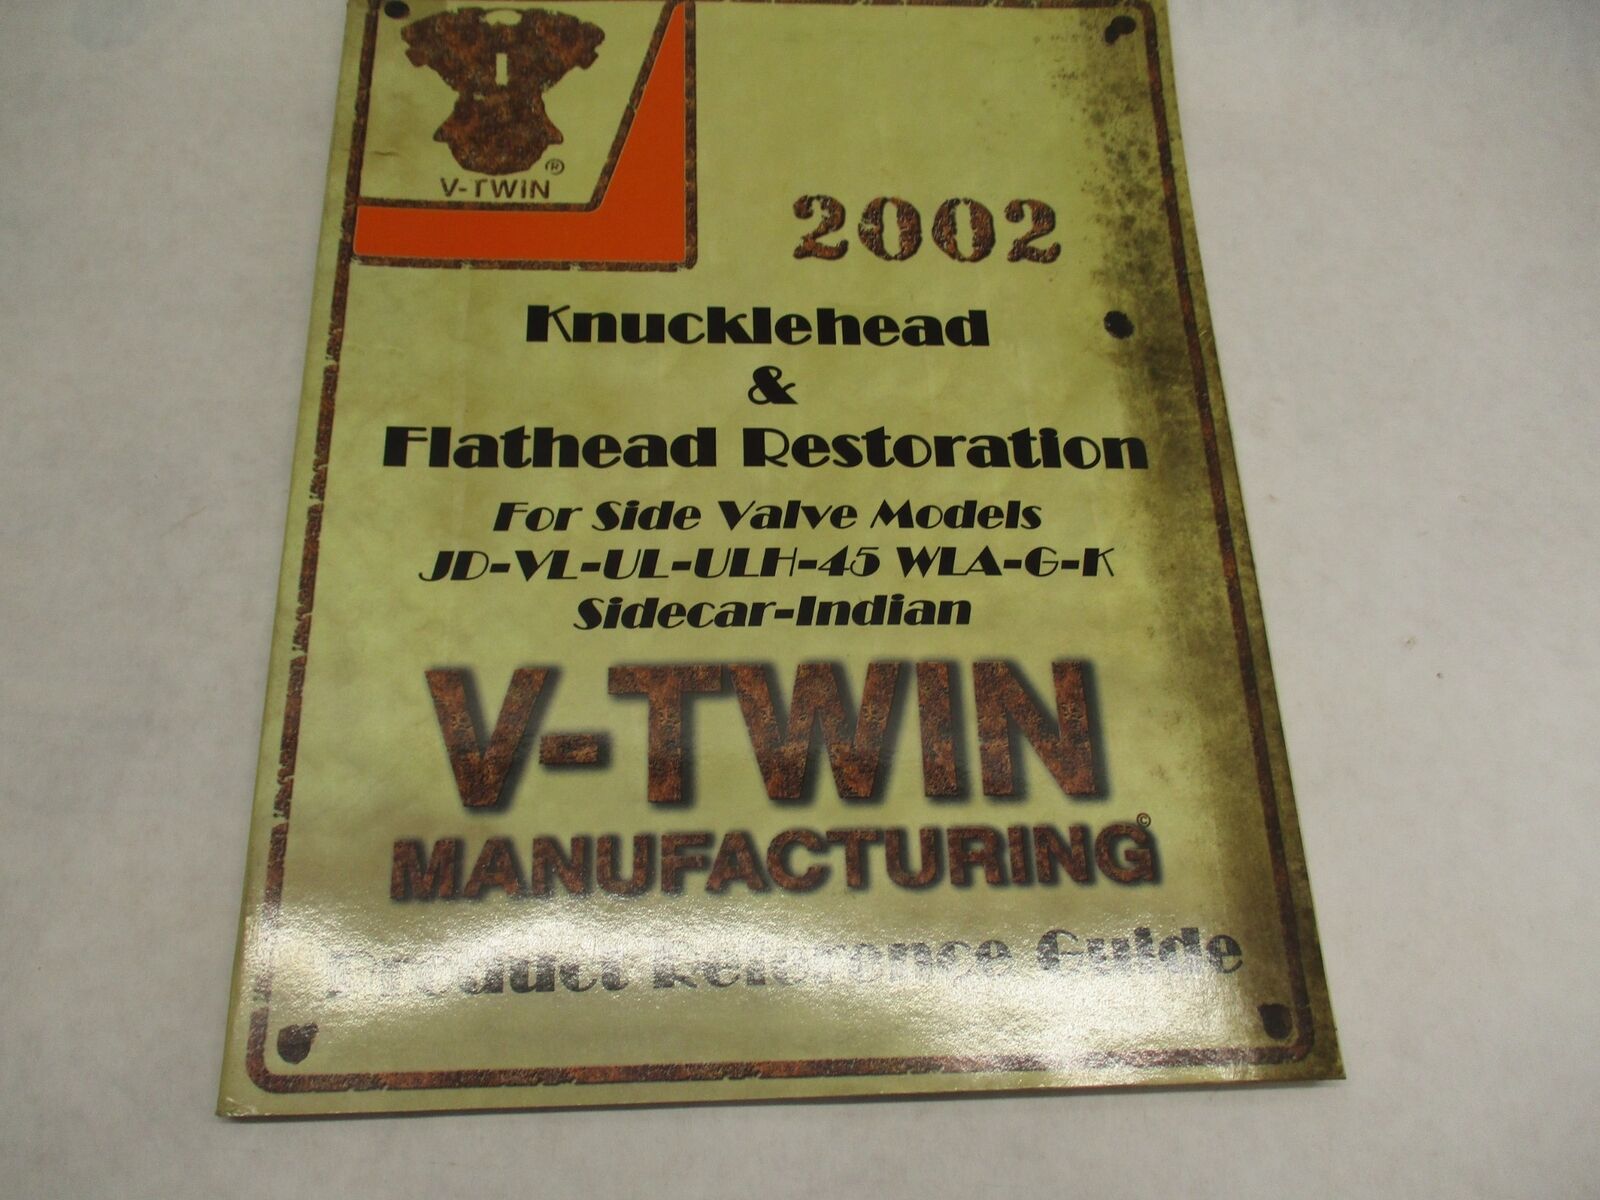 V-TWIN ®
2002
Knucklehead
&
Flathead Restoration
For Side Valve Models
JD-VL-UL-ULH-45 WLA-G-K
Sidecar-Indian
V-TWIN
MANUFACTURING©
Product Reference Guide